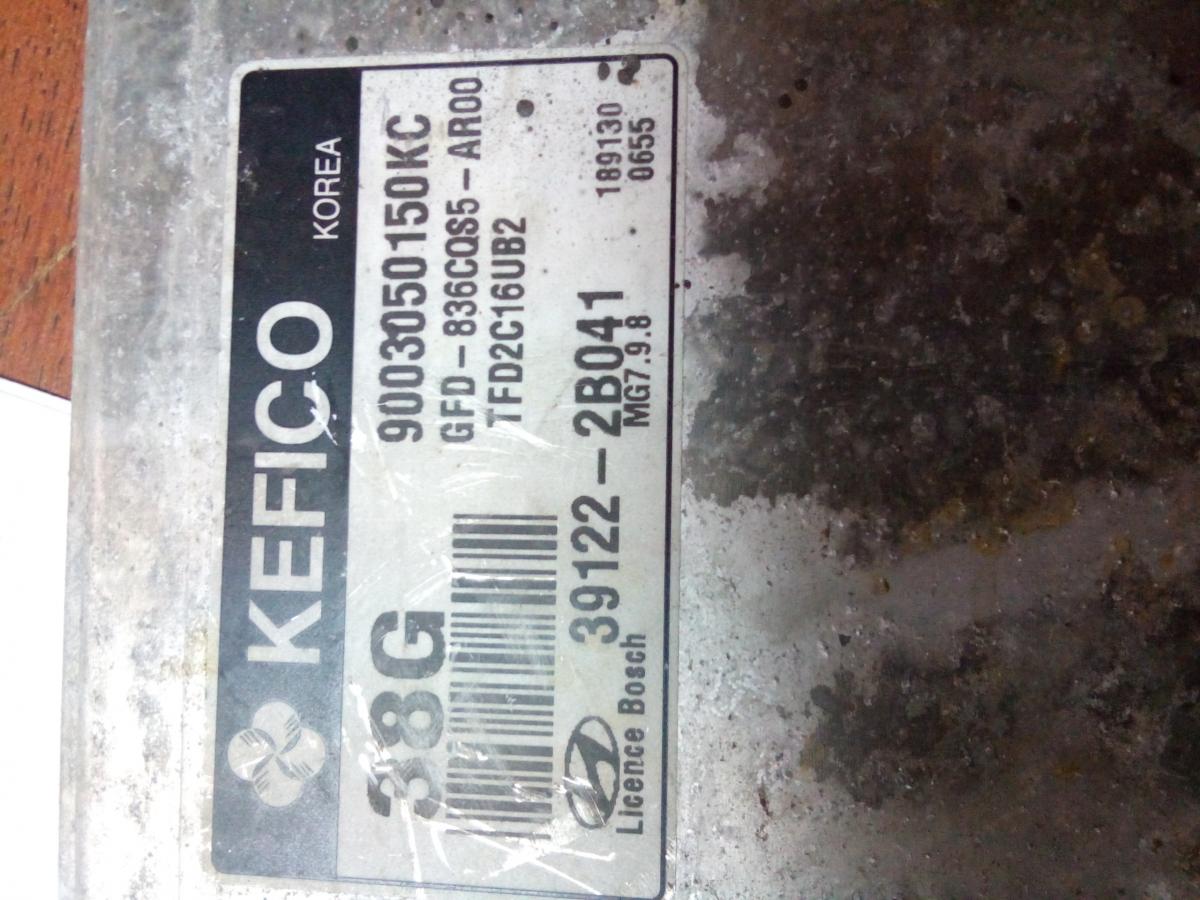 KEFICO KOREA
38G
9003050150KC
GFD-836CQS5-AR00
TFD2C16UB2
39122-2B041
189130
Licence Bosch
MG7.9.8
0655